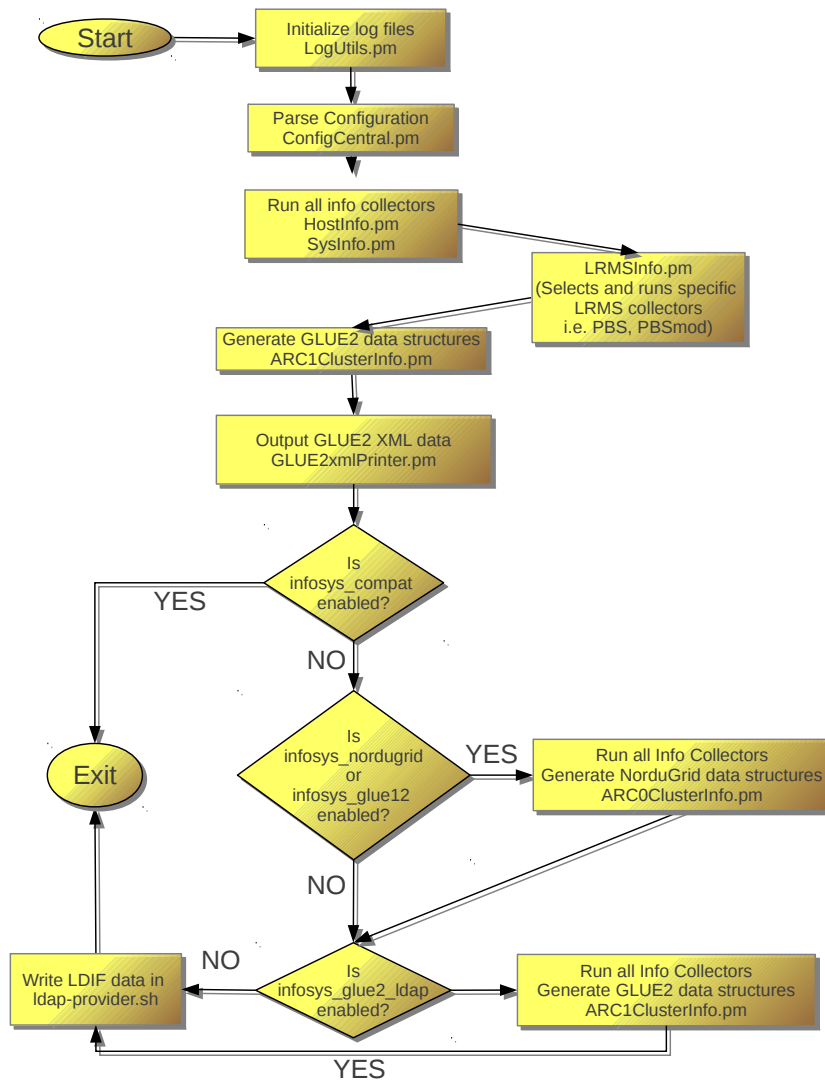 Start
Initialize log files
LogUtils.pm
Parse Configuration
ConfigCentral.pm
Run all info collectors
HostInfo.pm
SysInfo.pm
LRMSInfo.pm
(Selects and runs specific
LRMS collectors
i.e. PBS, PBSmod)
Generate GLUE2 data structures
ARC1ClusterInfo.pm
Output GLUE2 XML data
GLUE2xmlPrinter.pm
Is
infosys_compat
enabled?
YES
NO
Is
infosys_nordugrid
or
infosys_glue12
enabled?
YES
Run all Info Collectors
Generate NorduGrid data structures
ARC0ClusterInfo.pm
Exit
NO
Is
infosys_glue2_ldap
enabled?
NO
Write LDIF data in
ldap-provider.sh
Run all Info Collectors
Generate GLUE2 data structures
ARC1ClusterInfo.pm
YES